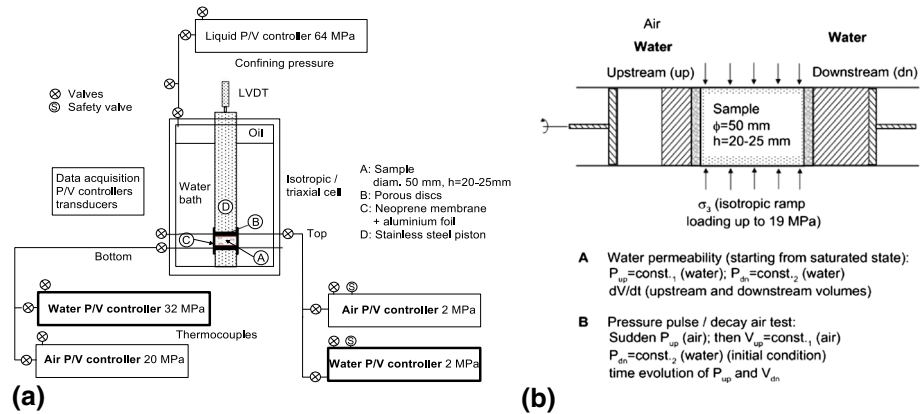 Liquid P/V controller 64 MPa
Confining pressure
LVDT
Valves
S Safety valve
Oil
Data acquisition
P/V controllers
transducers
Water
bath
Isotropic /
triaxial cell
A: Sample
diam. 50 mm, h=20-25mm
B: Porous discs
C: Neoprene membrane
+ aluminium foil
D: Stainless steel piston
D
B
C
A
Top
Bottom
S
Water P/V controller 32 MPa
Air P/V controller 2 MPa
Thermocouples
S
Air P/V controller 20 MPa
Water P/V controller 2 MPa
(a)
Air
Water
Water
Upstream (up)
Downstream (dn)
Sample
ϕ=50 mm
h=20-25 mm
σ₃ (isotropic ramp
loading up to 19 MPa)
A Water permeability (starting from saturated state):
Pup=const.₁ (water); Pdn=const.₂ (water)
dV/dt (upstream and downstream volumes)
B Pressure pulse / decay air test:
Sudden Pup (air); then Vup=const.₁ (air)
Pdn=const.₂ (water) (initial condition)
time evolution of Pup and Vdn
(b)